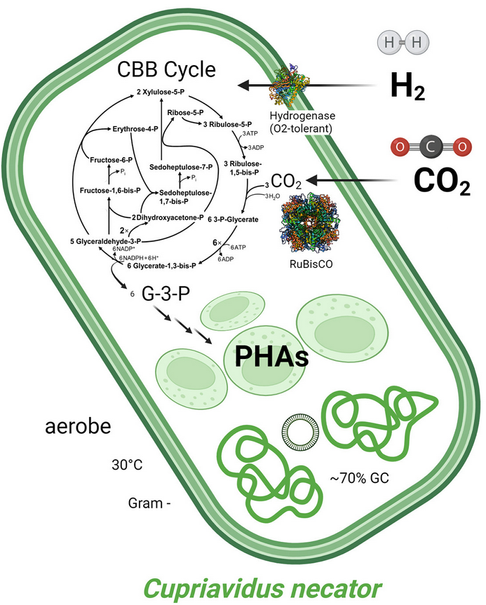 CBB Cycle
H H
H2
Hydrogenase
(O2-tolerant)
2 Xylulose-5-P
Ribose-5-P
3 Ribulose-5-P
Erythrose-4-P
3ATP
3ADP
Fructose-6-P
Pi
Sedoheptulose-7-P
Pi
3 Ribulose-
1,5-bis-P
O C O
CO2
3CO2
3H2O
Fructose-1,6-bis-P
Sedoheptulose-
1,7-bis-P
2Dihydroxyacetone-P
6 3-P-Glycerate
2×
5 Glyceraldehyde-3-P
6NADP+
6NADPH+6H+
6×
6ATP
6ADP
6 Glycerate-1,3-bis-P
RuBisCO
6 G-3-P
PHAs
aerobe
30°C
~70% GC
Gram -
Cupriavidus necator